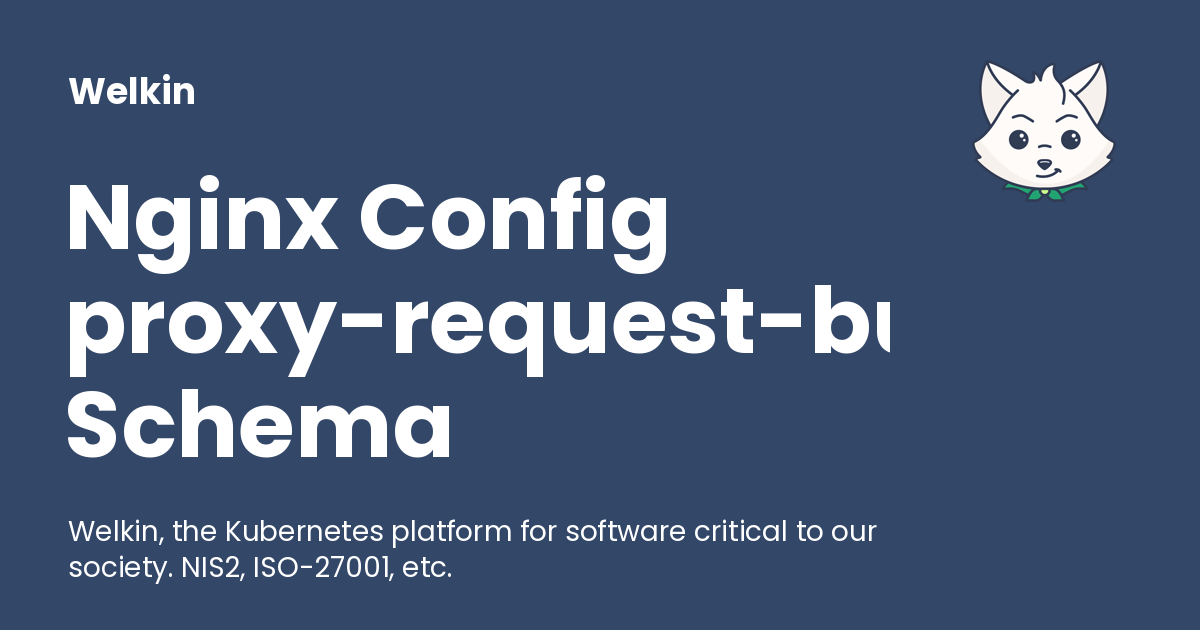 Welkin
Nginx Config
proxy-request-bu
Schema
Welkin, the Kubernetes platform for software critical to our
society. NIS2, ISO-27001, etc.